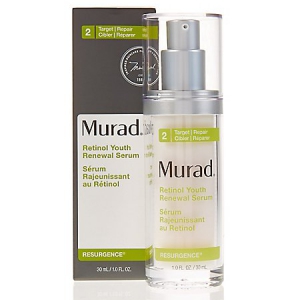 2
Target | Repair
Cibler | Réparer
Murad.
Retinol Youth
Renewal Serum
Sérum
Rajeunissant
au Rétinol
RESURGENCE®
30 mL/1.0 FL. OZ.
2
Target | Repair
Cibler | Réparer
Murad.
Retinol Youth
Renewal Serum
Sérum
Rajeunissant
au Rétinol
RESURGENCE®
1.0 FL. OZ./ 30 mL